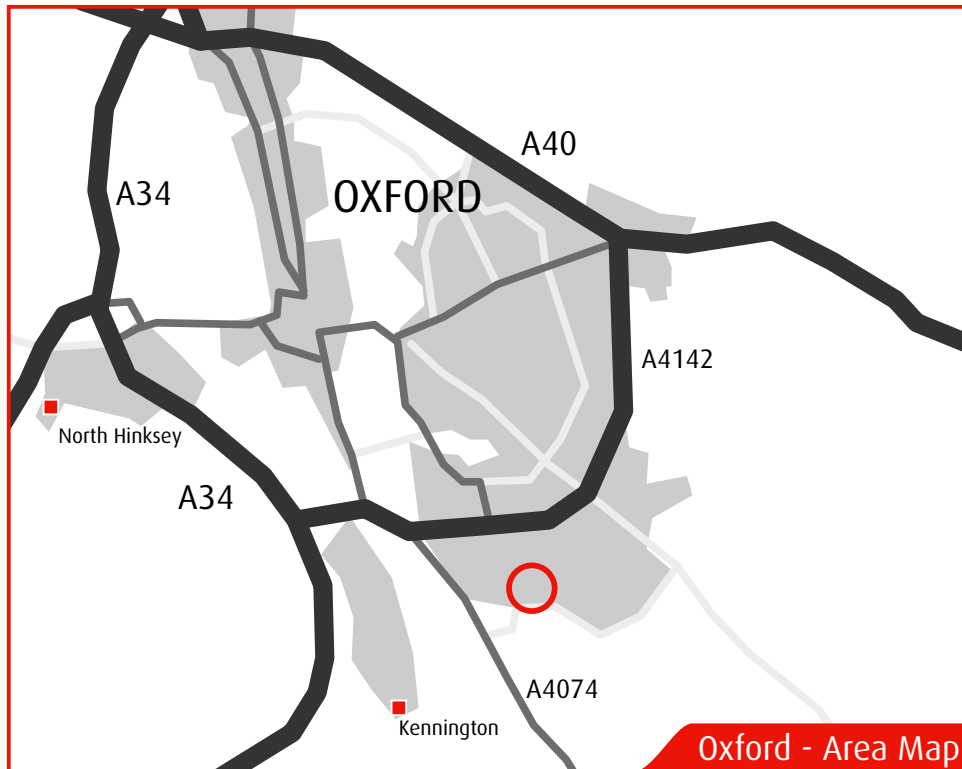 A40
A34
OXFORD
A4142
North Hinksey
A34
A4074
Kennington
Oxford - Area Map